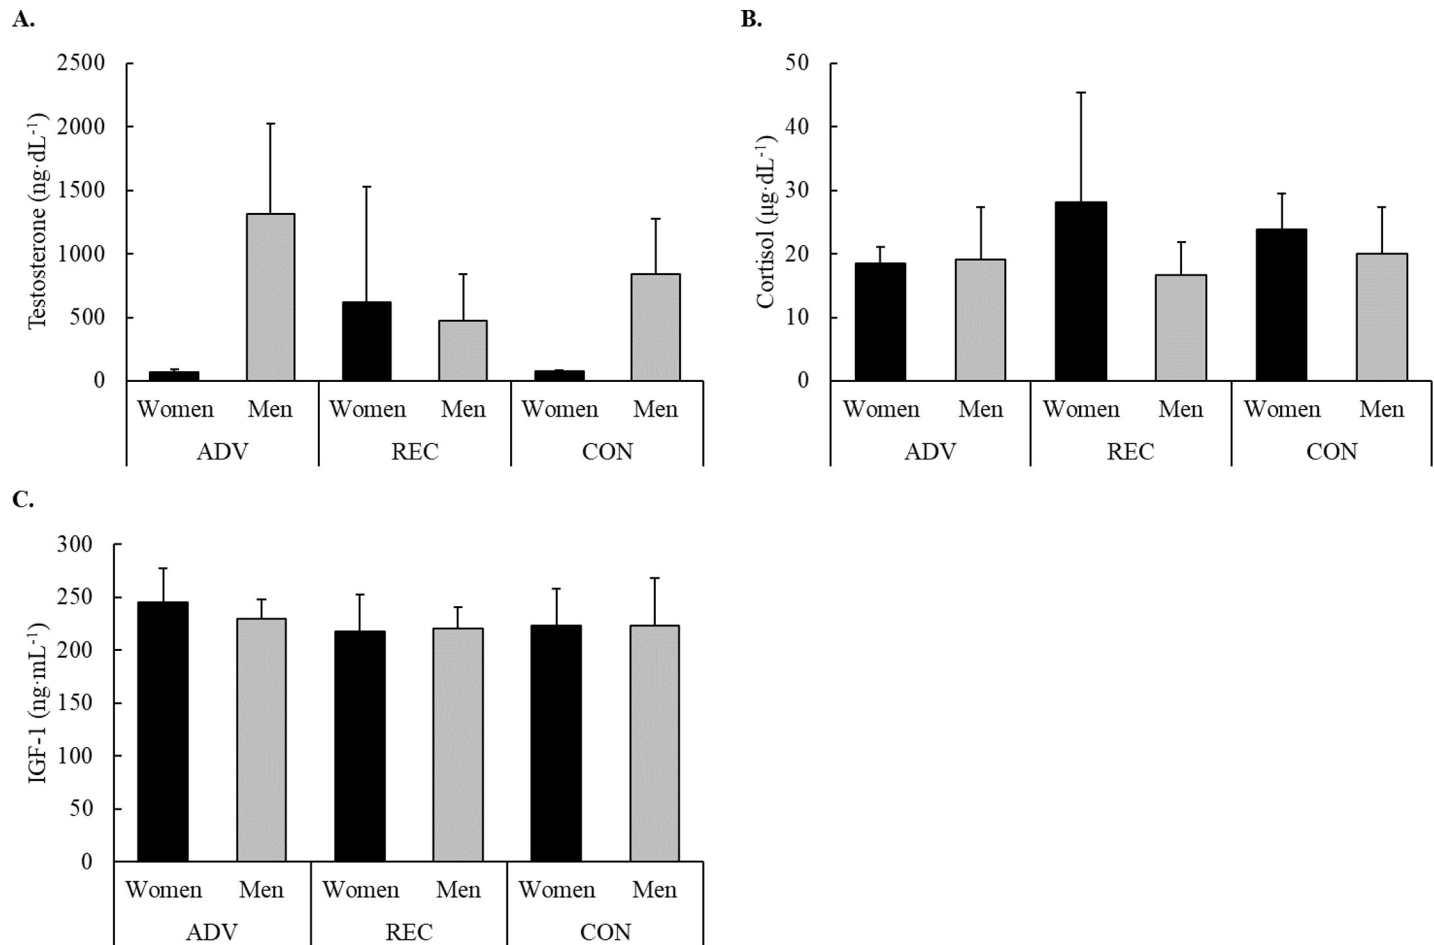 A.
Testosterone (ng·dL⁻¹)
2500
2000
1500
1000
500
0
Women Men Women Men Women Men
ADV REC CON
B.
Cortisol (µg·dL⁻¹)
50
40
30
20
10
0
Women Men Women Men Women Men
ADV REC CON
C.
IGF-1 (ng·mL⁻¹)
300
250
200
150
100
50
0
Women Men Women Men Women Men
ADV REC CON